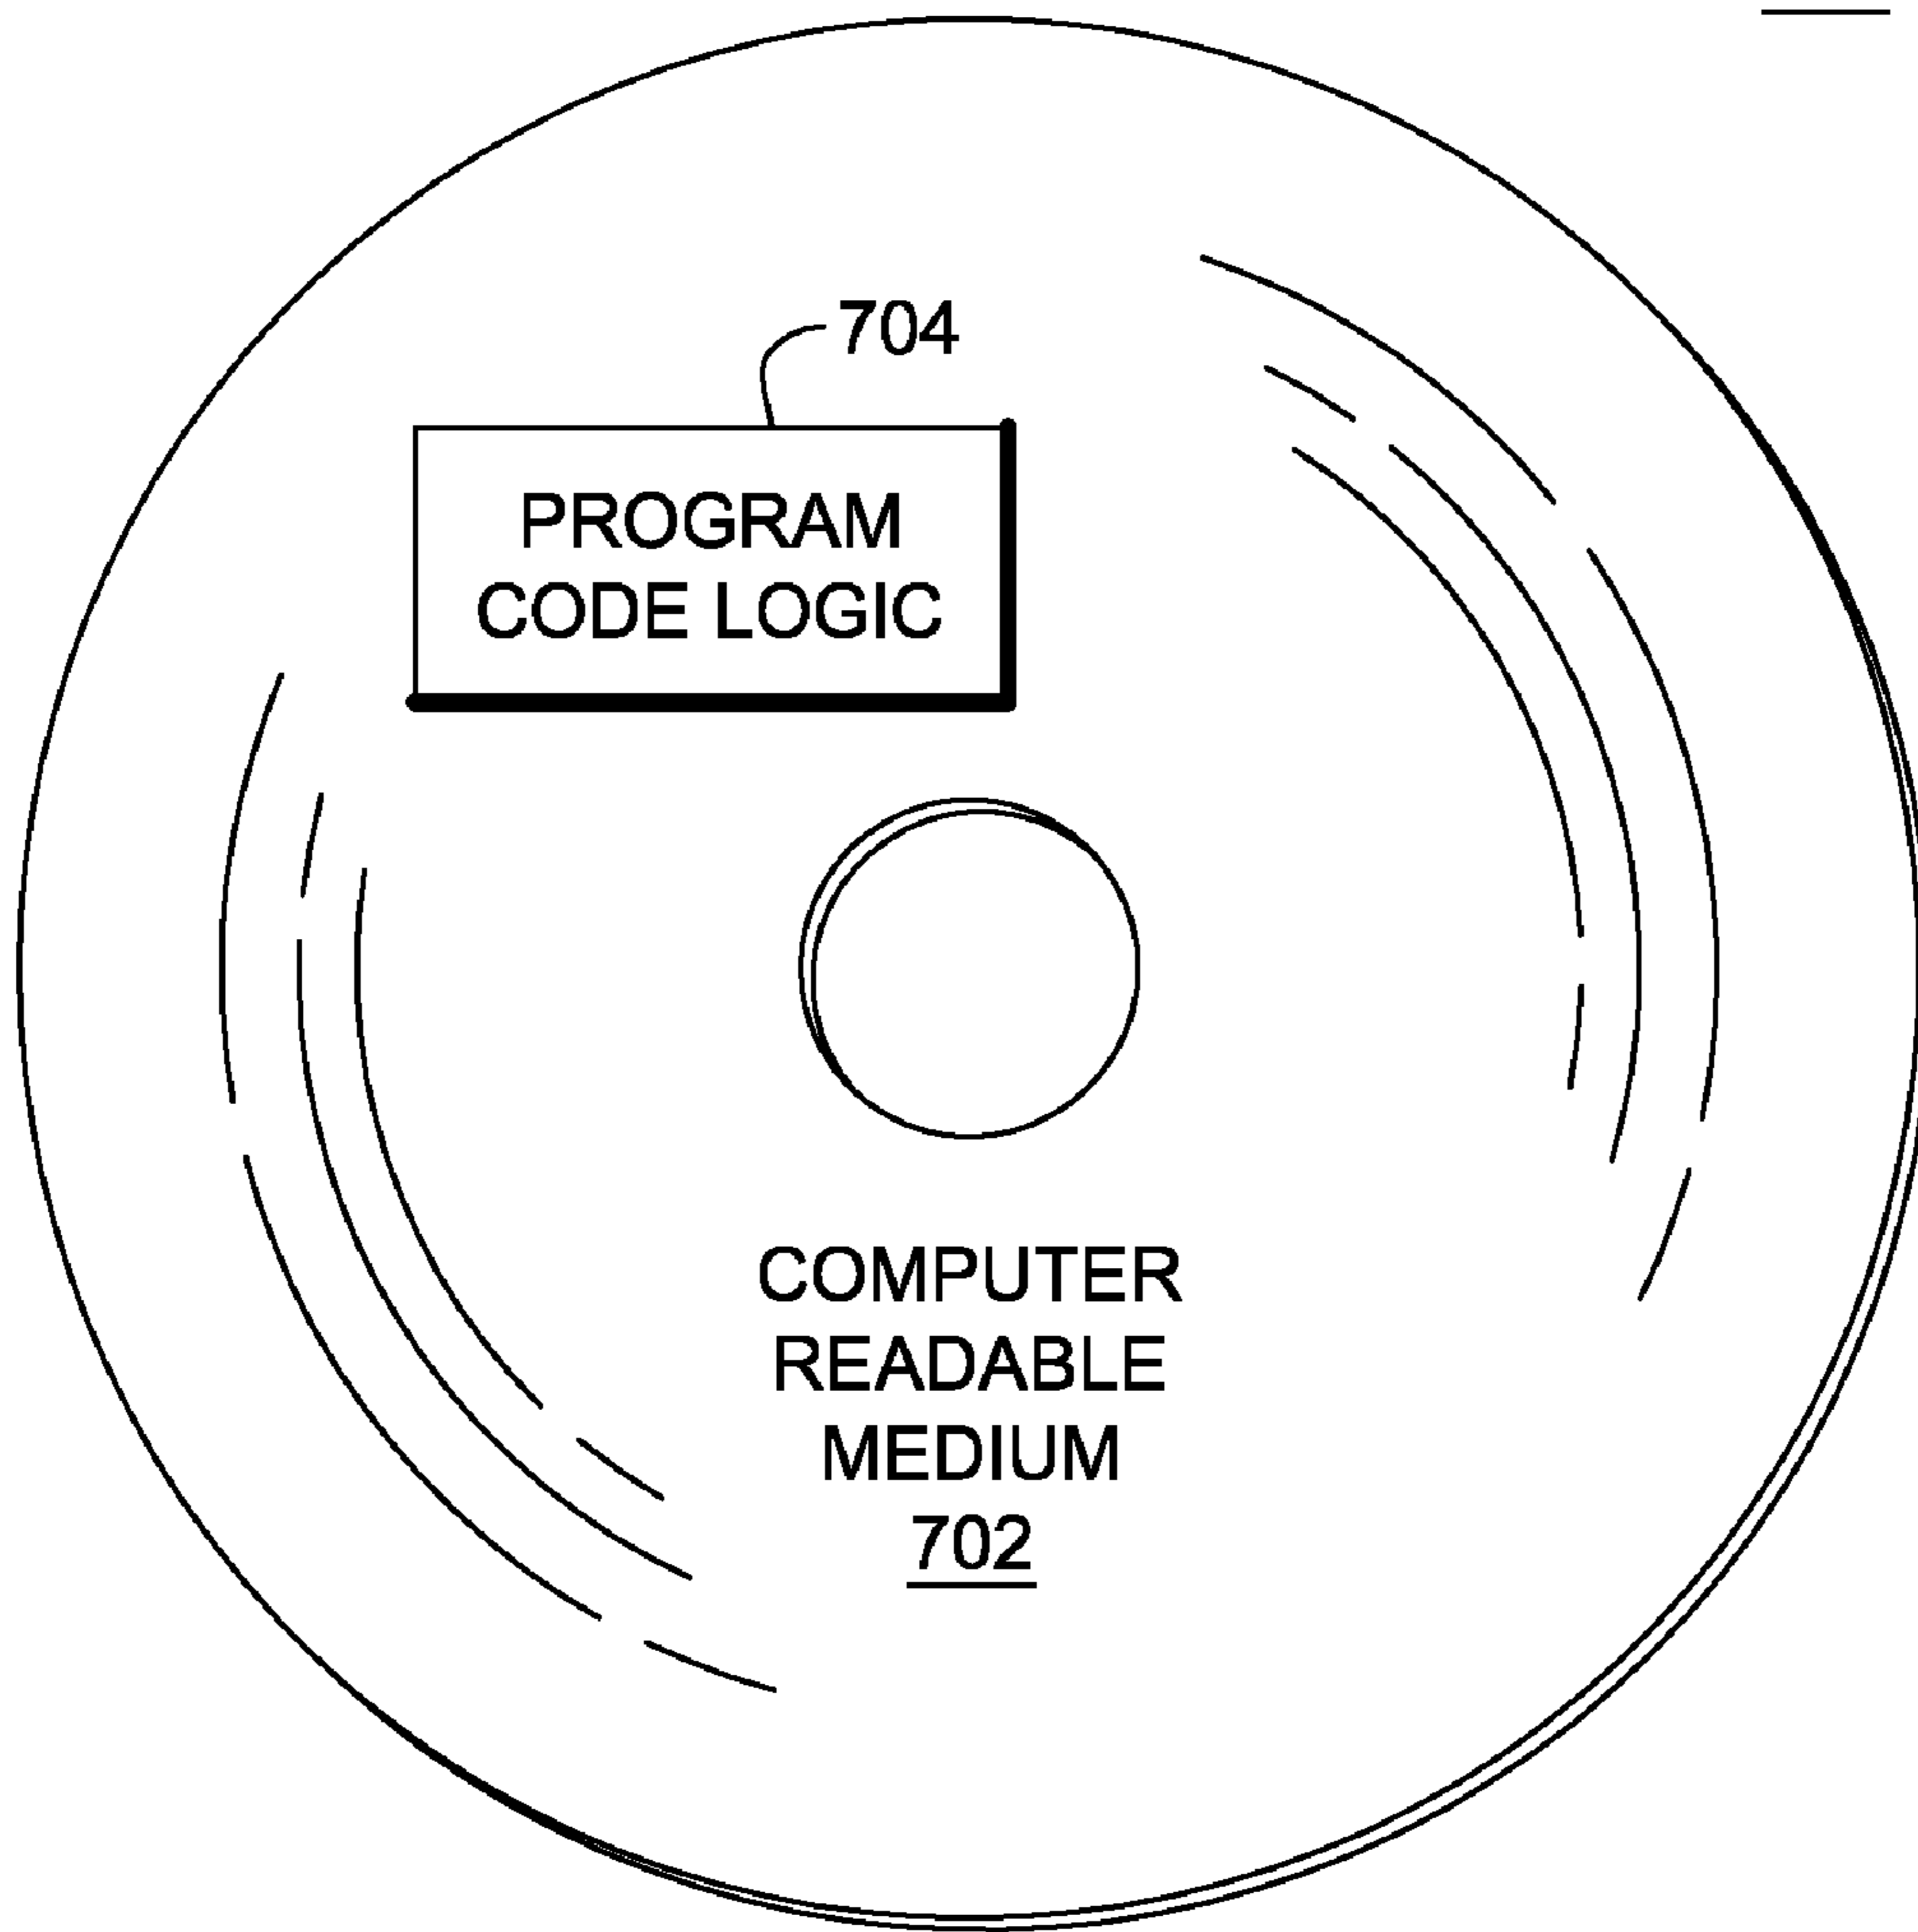 704
PROGRAM
CODE LOGIC
COMPUTER
READABLE
MEDIUM
702